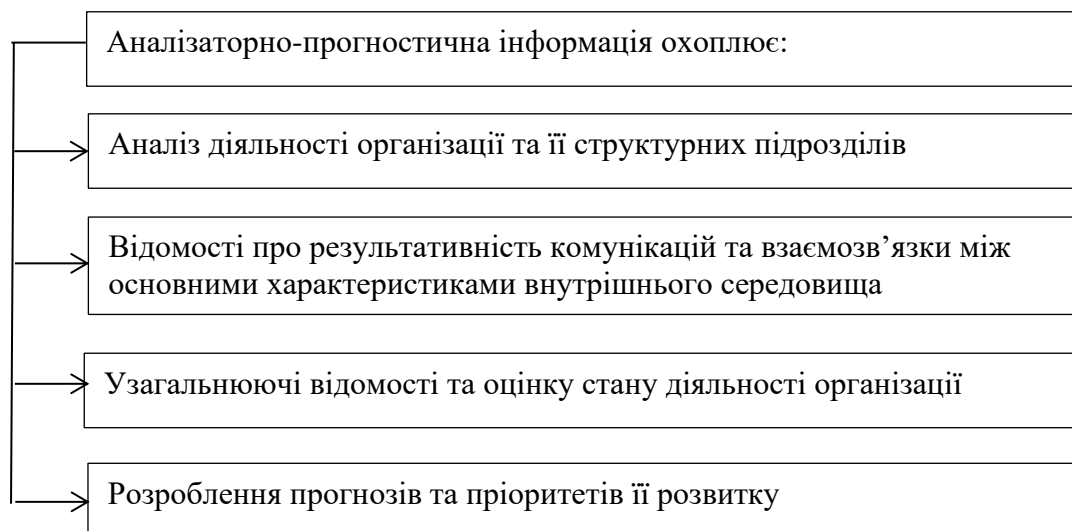 Аналізаторно-прогностична інформація охоплює:
Аналіз діяльності організації та її структурних підрозділів
Відомості про результативність комунікацій та взаємозв’язки між
основними характеристиками внутрішнього середовища
Узагальнюючі відомості та оцінку стану діяльності організації
Розроблення прогнозів та пріоритетів її розвитку